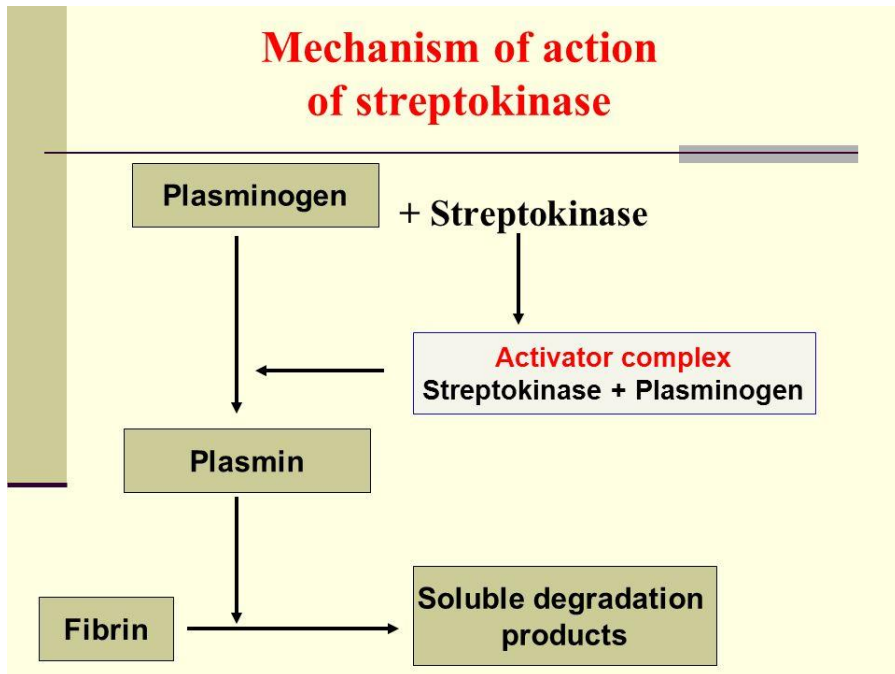 Mechanism of action
of streptokinase
Plasminogen
+ Streptokinase
Activator complex
Streptokinase + Plasminogen
Plasmin
Soluble degradation
products
Fibrin